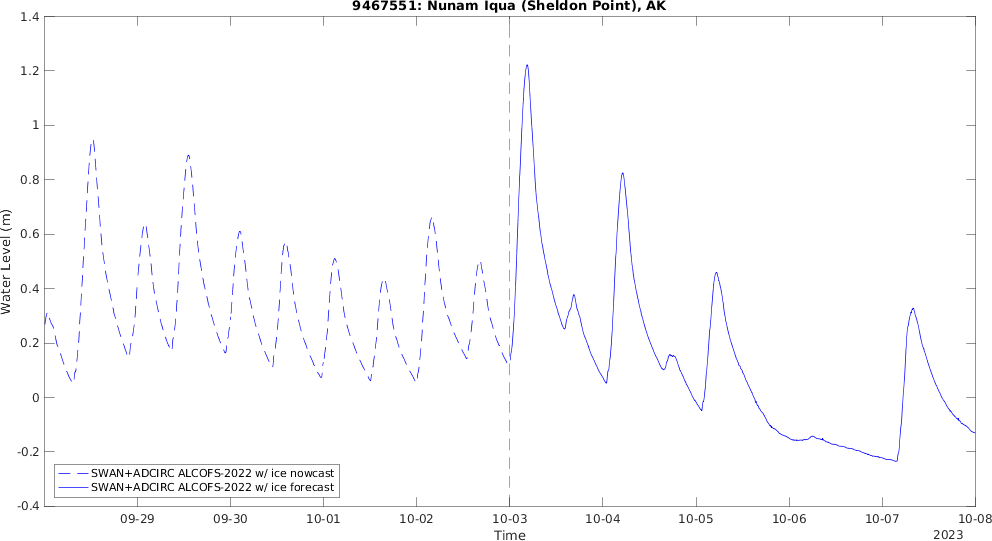 9467551: Nunam Iqua (Sheldon Point), AK
1.4
1.2
1
0.8
0.6
0.4
0.2
0
-0.2
-0.4
Water Level (m)
SWAN+ADCIRC ALCOFS-2022 w/ ice nowcast
SWAN+ADCIRC ALCOFS-2022 w/ ice forecast
09-29 09-30 10-01 10-02 10-03 10-04 10-05 10-06 10-07 10-08
Time
2023